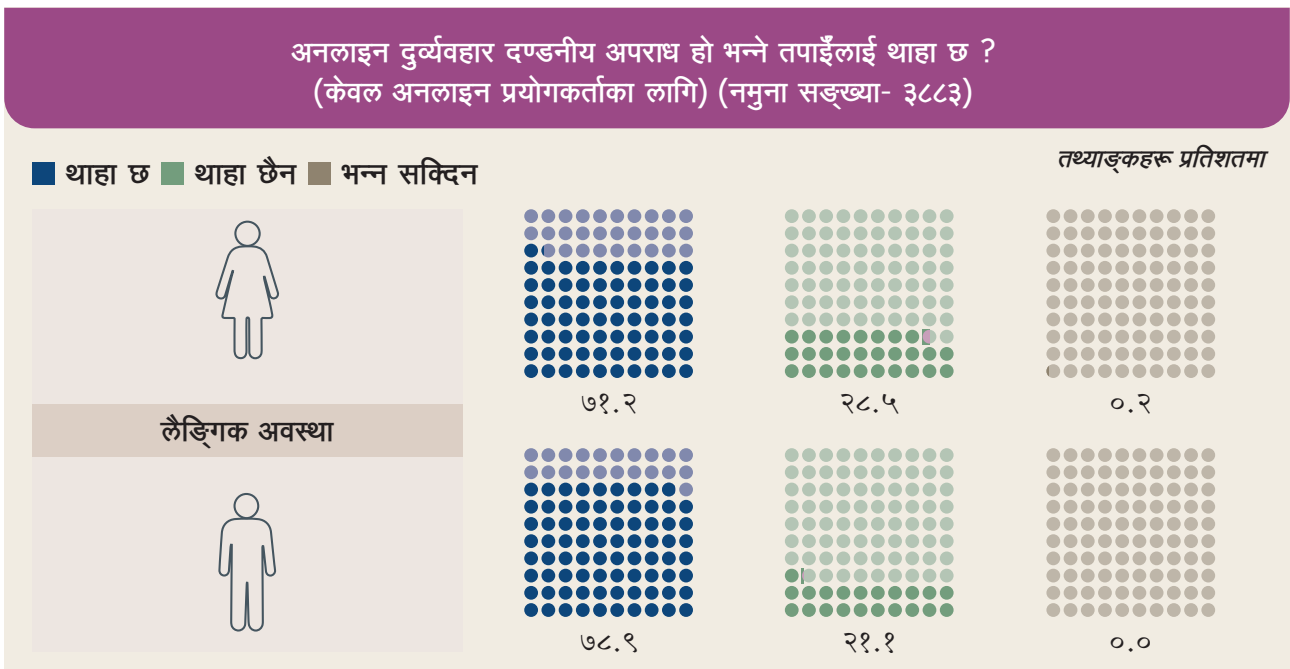 अनलाइन दुर्व्यवहार दण्डनीय अपराध हो भन्ने तपाईँलाई थाहा छ ?
(केवल अनलाइन प्रयोगकर्ताका लागि) (नमुना सङ्ख्या- ३८८३)
तथ्याङ्कहरू प्रतिशतमा
थाहा छ थाहा छैन भन्न सक्दिन
७१.२ २८.५ ०.२
लैङ्गिक अवस्था
७८.९ २१.१ ०.०